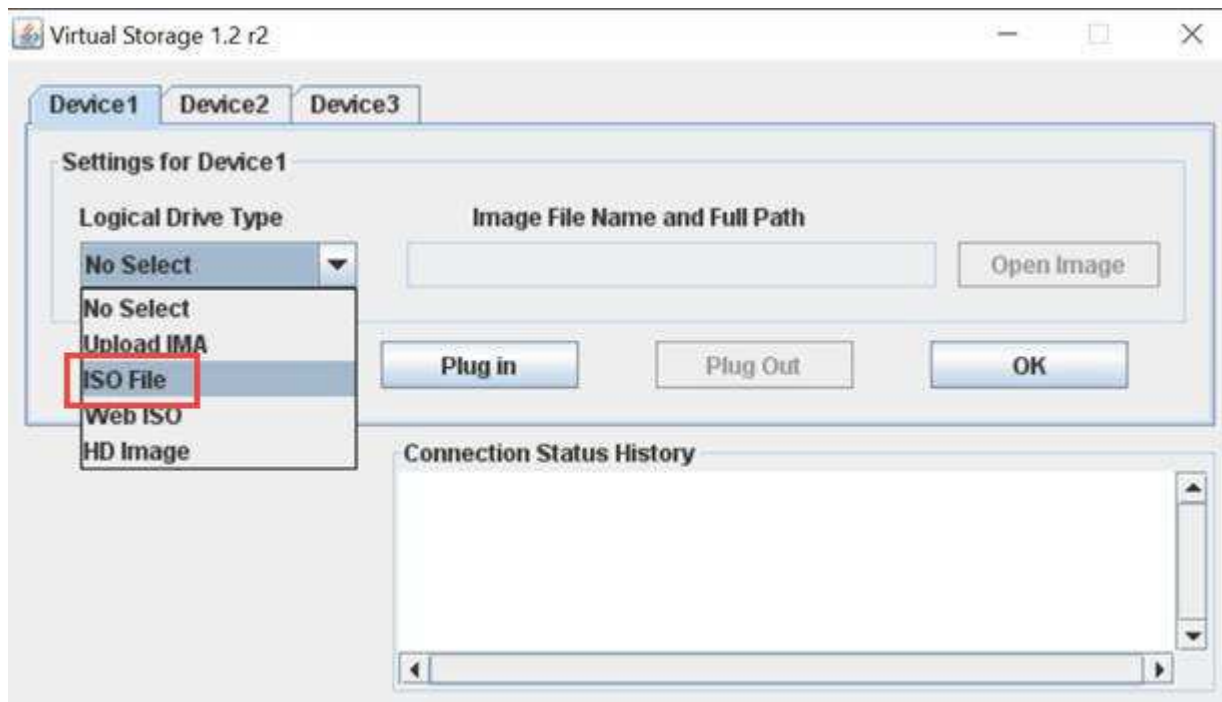 Virtual Storage 1.2 r2
Device1 Device2 Device3
Settings for Device1
Logical Drive Type Image File Name and Full Path
No Select Open Image
No Select
Upload IMA
ISO File
Web ISO
HD Image
Plug in Plug Out OK
Connection Status History